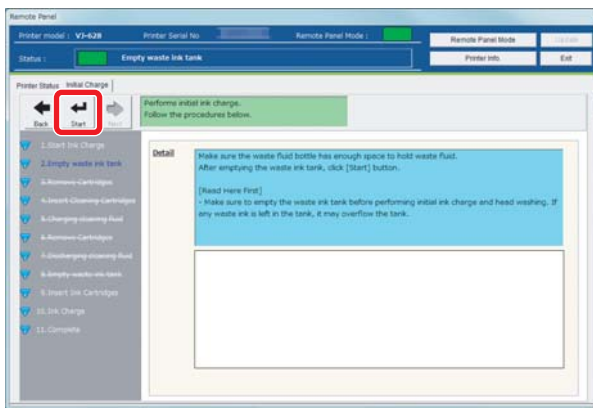 Remote Panel
Printer model : VJ-628 Printer Serial No Remote Panel Mode :
Remote Panel Mode
Status : Empty waste ink tank
Printer Info. Exit
Printer Status Initial Charge
Back Start Next
Performs initial ink charge.
Follow the procedures below.
1.Start Ink Charge
2.Empty waste ink tank
3.Remove Cartridges
4.Insert Cleaning Cartridges
5.Charging cleaning fluid
6.Remove Cartridges
7.Discharging cleaning fluid
8.Empty waste ink tank
9.Insert Ink Cartridges
10.Ink Charge
11.Complete
Detail
Make sure the waste fluid bottle has enough space to hold waste fluid.
After emptying the waste ink tank, click [Start] button.
[Read Here First]
- Make sure to empty the waste ink tank before performing initial ink charge and head washing. If
any waste ink is left in the tank, it may overflow the tank.